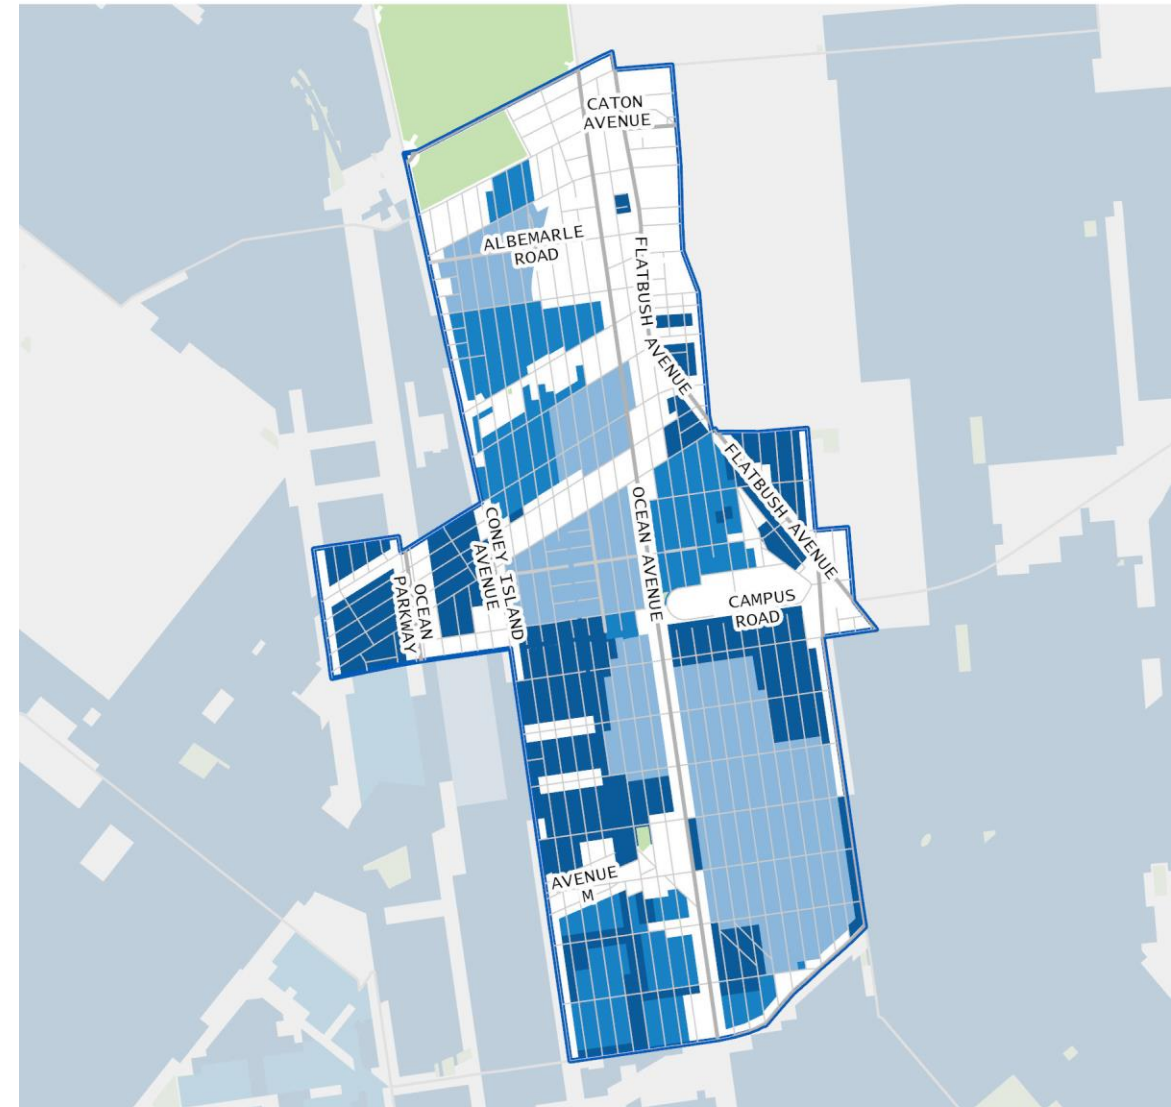 CATON
AVENUE
ALBEMARLE
ROAD
FLATBUSH AVENUE
FLATBUSH AVENUE
OCEAN AVENUE
CONEY ISLAND
AVENUE
OCEAN
PARKWAY
CAMPUS
ROAD
AVENUE
M